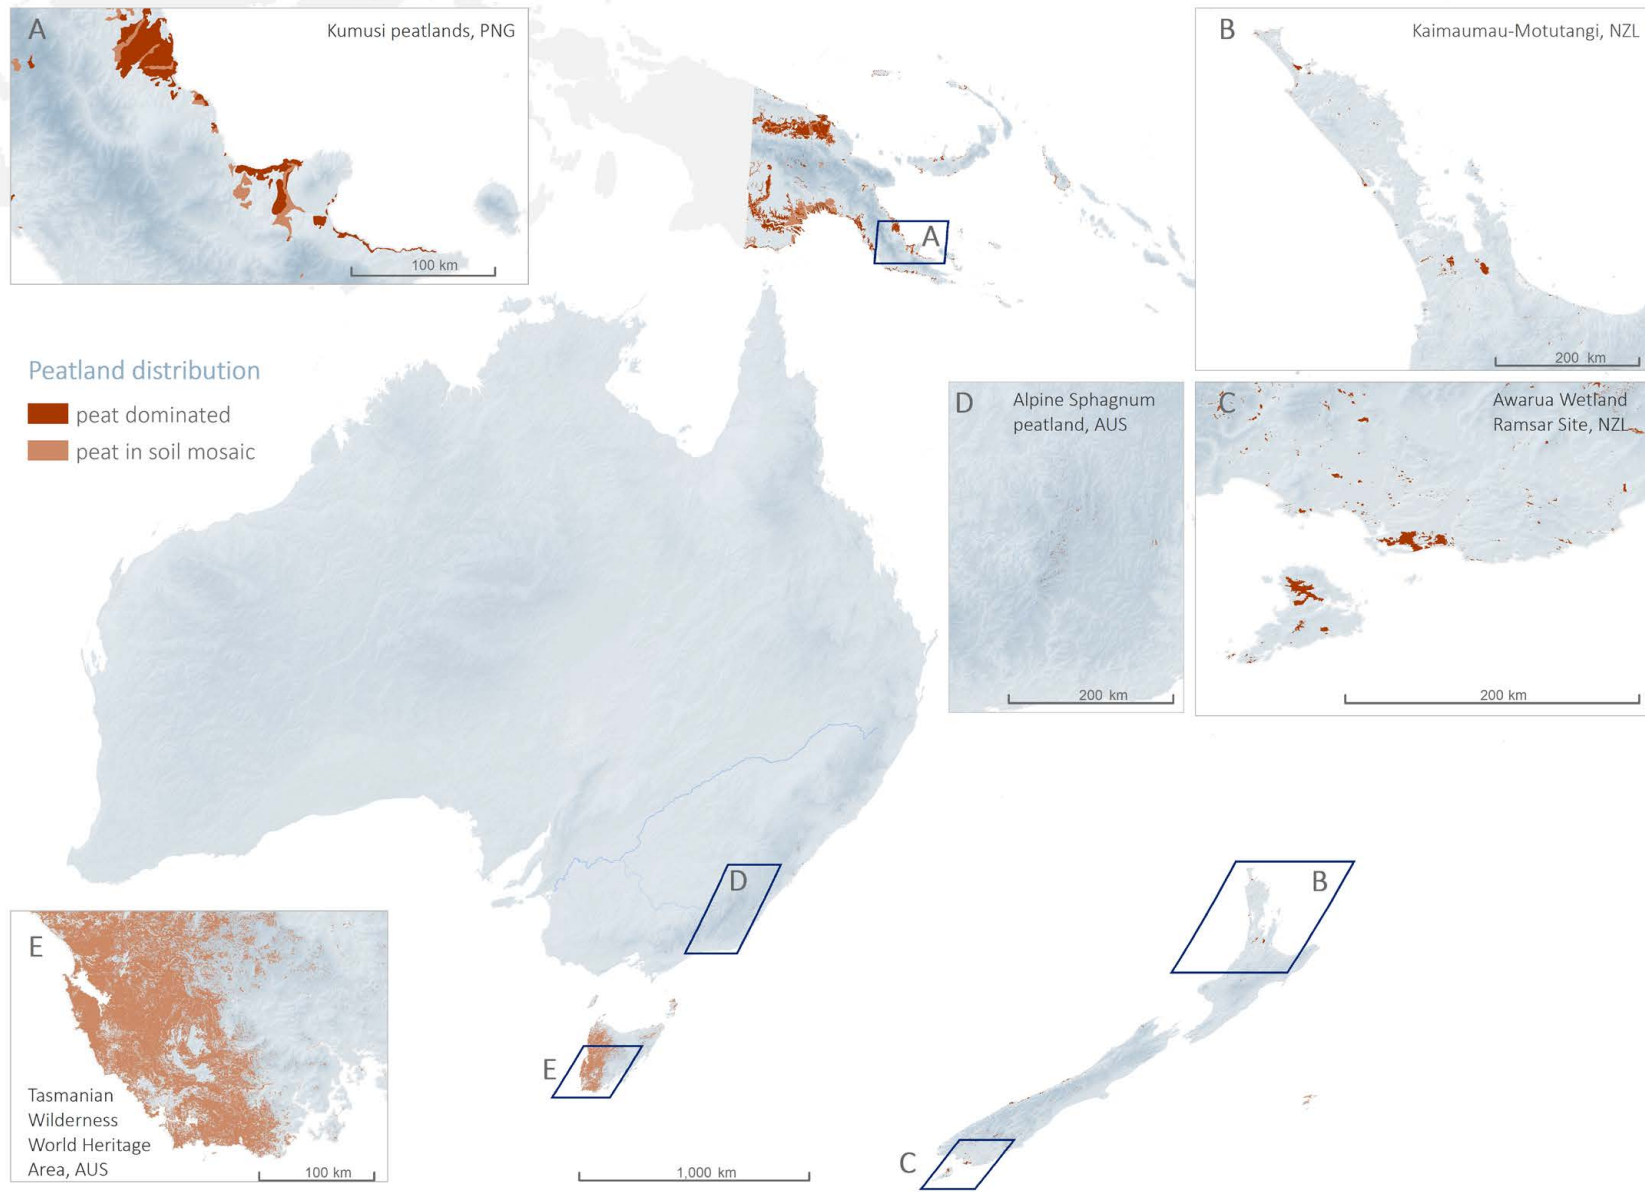 A
Kumusi peatlands, PNG
100 km
B
Kaimaumau-Motutangi, NZL
200 km
A
Peatland distribution
peat dominated
peat in soil mosaic
D
Alpine Sphagnum
peatland, AUS
200 km
C
Awarua Wetland
Ramsar Site, NZL
200 km
D
B
E
Tasmanian
Wilderness
World Heritage
Area, AUS
100 km
E
C
1,000 km